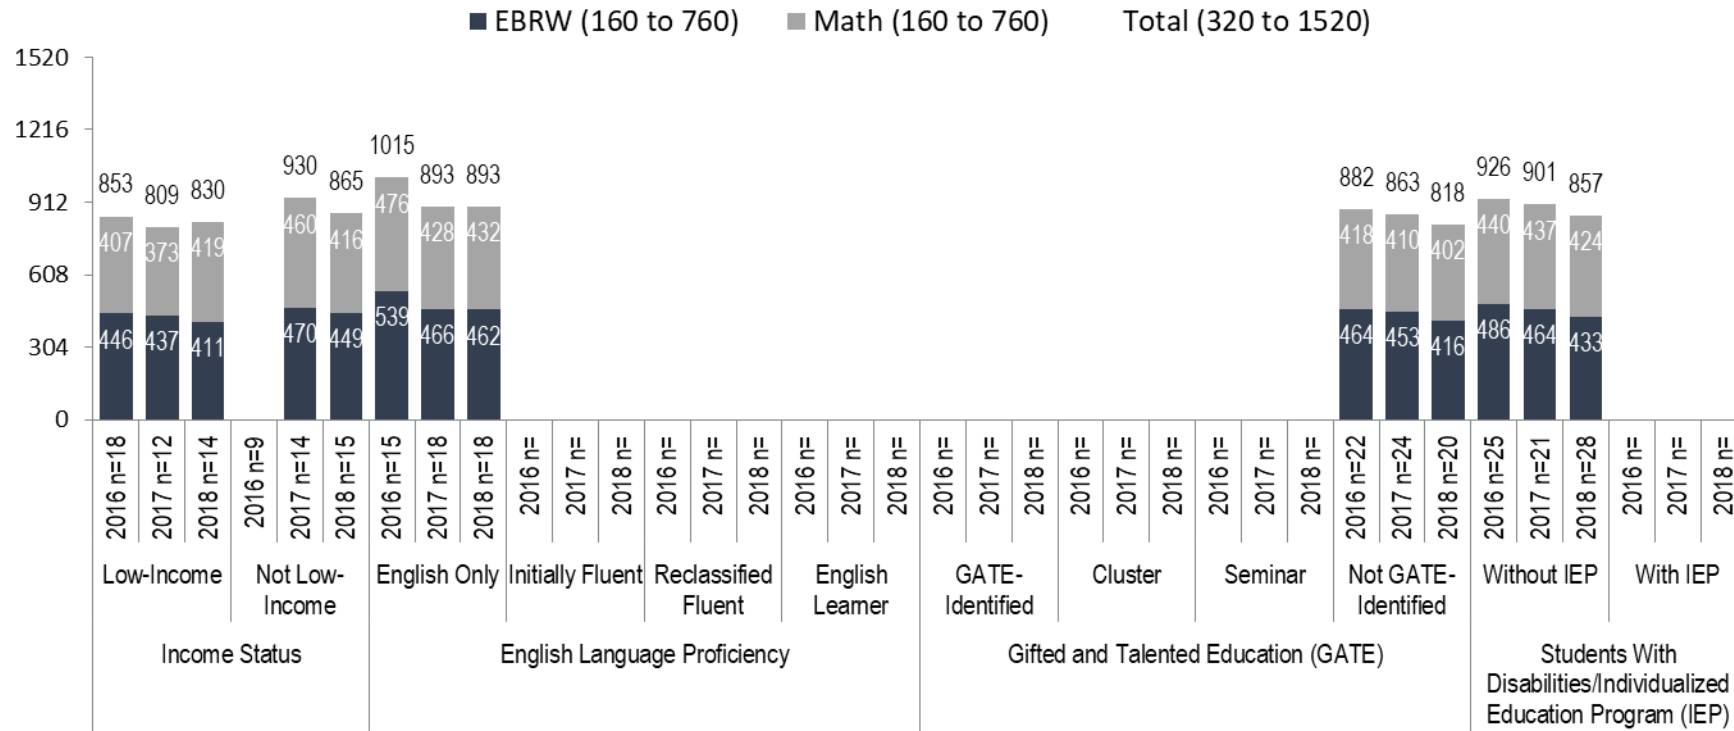 EBRW (160 to 760) Math (160 to 760) Total (320 to 1520)
1520
1216
912
608
304
0
853 809 830 930 865 1015 893 893 882 863 818 926 901 857
407 373 419 460 416 476 428 432 418 410 402 440 437 424
446 437 411 470 449 539 466 462 464 453 416 486 464 433
2016 n=18
2017 n=12
2018 n=14
2016 n=9
2017 n=14
2018 n=15
2016 n=15
2017 n=18
2018 n=18
2016 n=
2017 n=
2018 n=
2016 n=
2017 n=
2018 n=
2016 n=
2017 n=
2018 n=
2016 n=
2017 n=
2018 n=
2016 n=
2017 n=
2018 n=
2016 n=
2017 n=
2018 n=
2016 n=22
2017 n=24
2018 n=20
2016 n=25
2017 n=21
2018 n=28
2016 n=
2017 n=
2018 n=
Low-Income
Not Low-
Income
English Only
Initially Fluent
Reclassified
Fluent
English
Learner
GATE-
Identified
Cluster
Seminar
Not GATE-
Identified
Without IEP
With IEP
Income Status
English Language Proficiency
Gifted and Talented Education (GATE)
Students With
Disabilities/Individualized
Education Program (IEP)